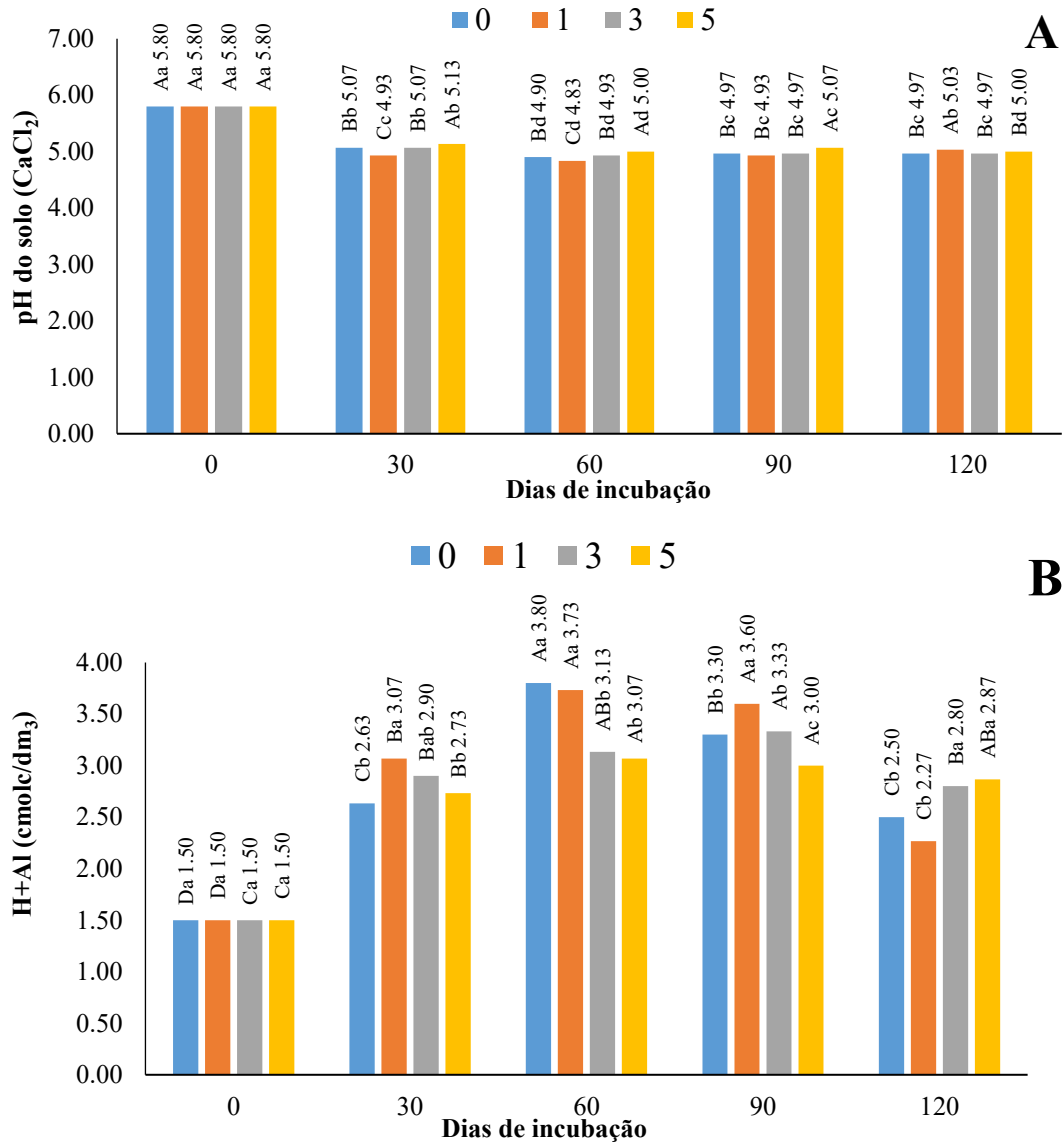 0 1 3 5
A
7.00
6.00
5.00
4.00
3.00
2.00
1.00
0.00
pH do solo (CaCl₂)
Aa 5.80
Aa 5.80
Aa 5.80
Aa 5.80
Bb 5.07
Cc 4.93
Bb 5.07
Ab 5.13
Bd 4.90
Cd 4.83
Bd 4.93
Ad 5.00
Bc 4.97
Bc 4.93
Bc 4.97
Ac 5.07
Bc 4.97
Ab 5.03
Bc 4.97
Bd 5.00
0 30 60 90 120
Dias de incubação
0 1 3 5
B
4.00
3.50
3.00
2.50
2.00
1.50
1.00
0.50
0.00
H+Al (cmolc/dm₃)
Da 1.50
Da 1.50
Ca 1.50
Ca 1.50
Cb 2.63
Ba 3.07
Bab 2.90
Bb 2.73
Aa 3.80
Aa 3.73
ABb 3.13
Ab 3.07
Bb 3.30
Aa 3.60
Ab 3.33
Ac 3.00
Cb 2.50
Cb 2.27
Ba 2.80
ABa 2.87
0 30 60 90 120
Dias de incubação